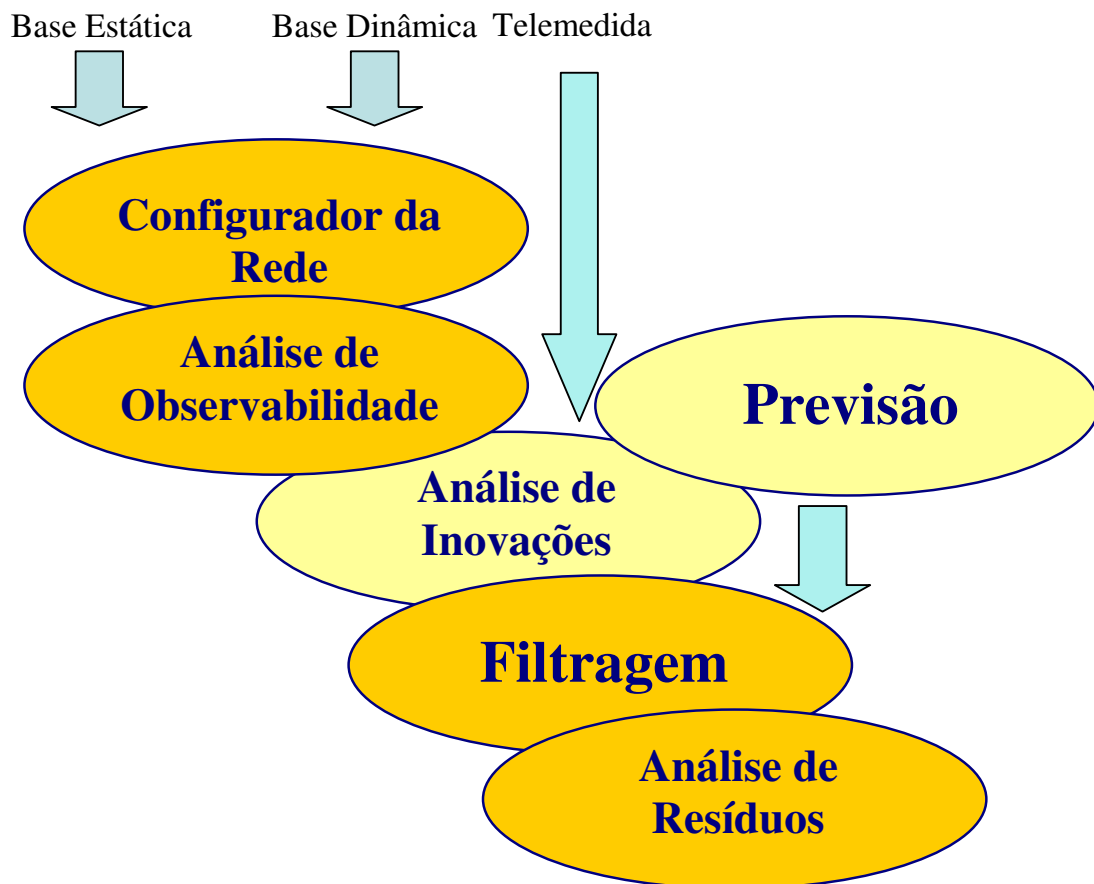 Base Estática
Base Dinâmica
Telemedida
Configurador da
Rede
Análise de
Observabilidade
Previsão
Análise de
Inovações
Filtragem
Análise de
Resíduos